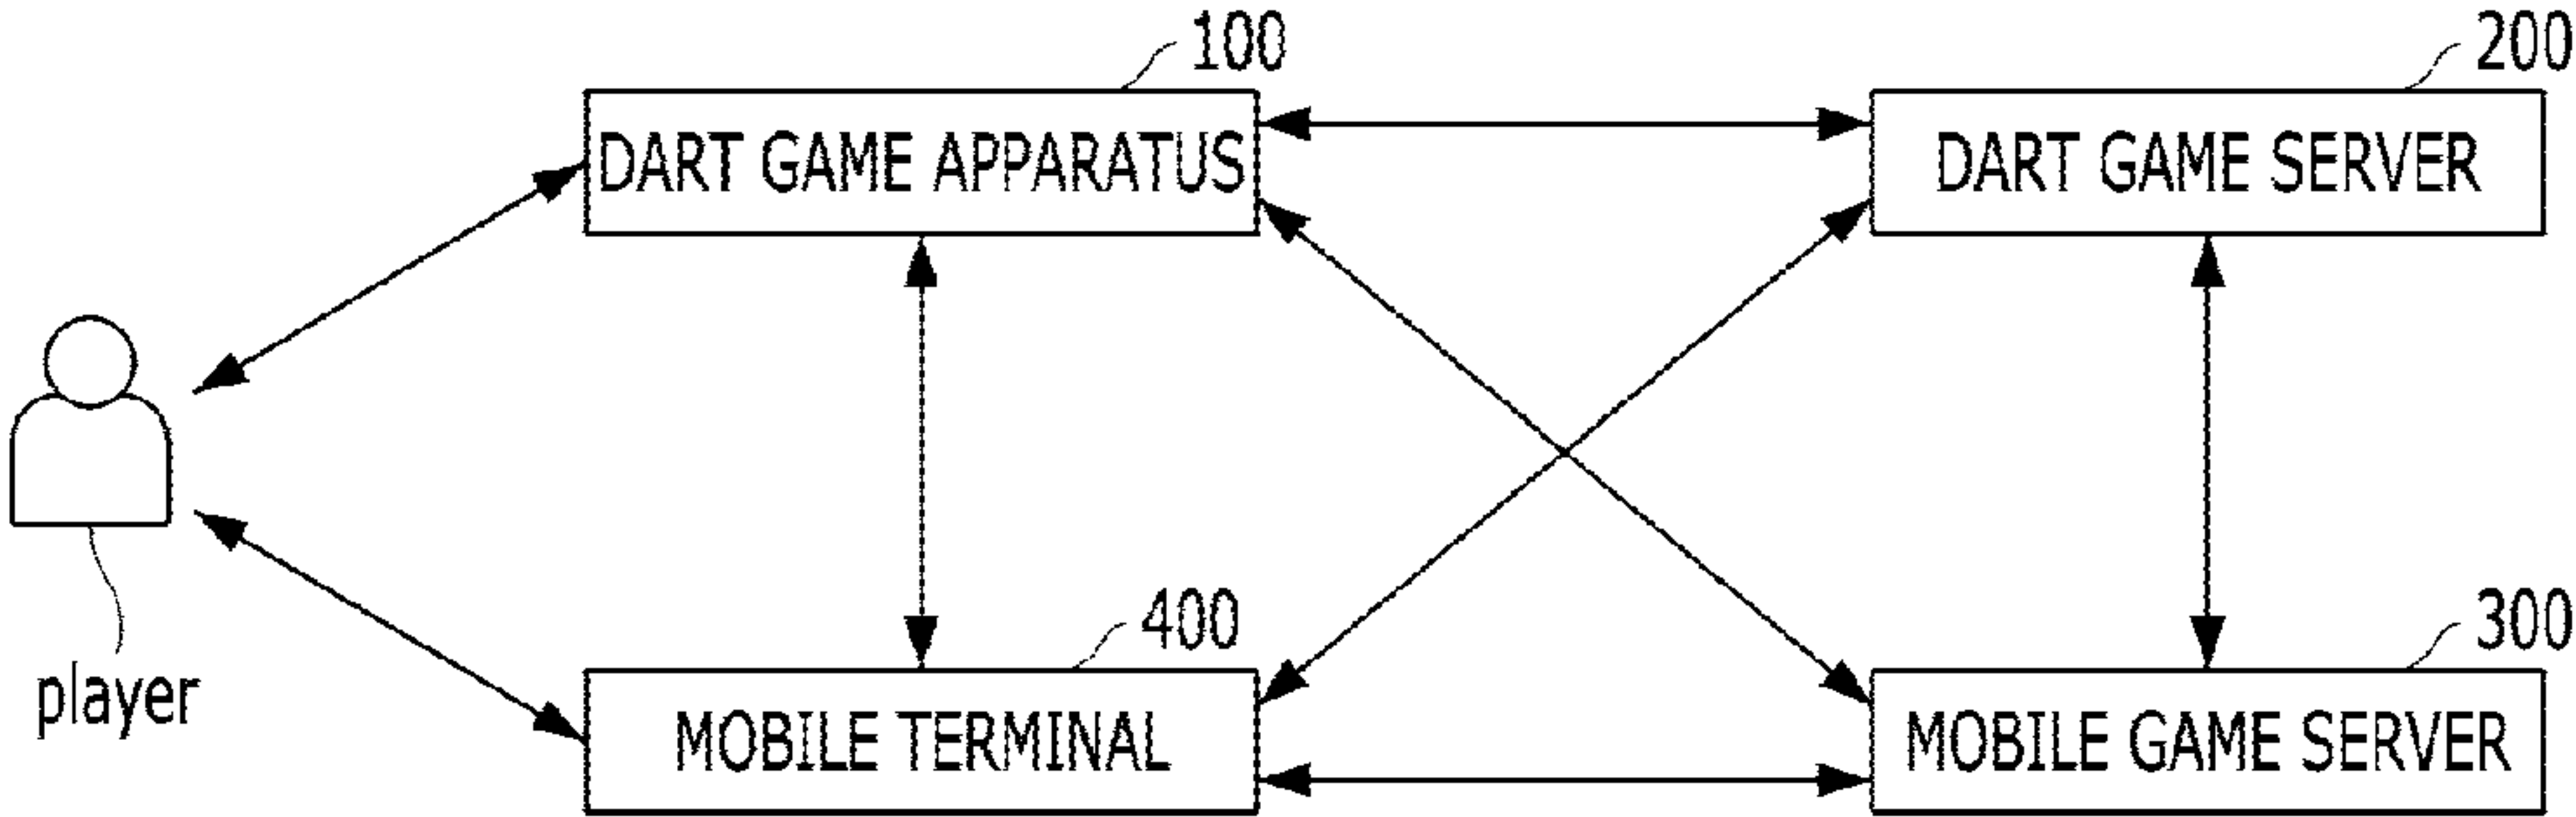 100
200
DART GAME APPARATUS
DART GAME SERVER
400
300
player
MOBILE TERMINAL
MOBILE GAME SERVER